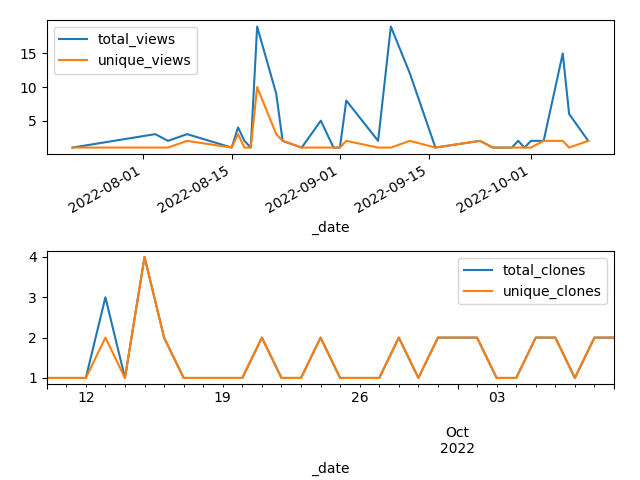 total_views
unique_views
15
10
5
2022-08-01
2022-08-15
2022-09-01
2022-09-15
2022-10-01
_date
4
3
2
1
total_clones
unique_clones
12
19
26
03
Oct
2022
_date